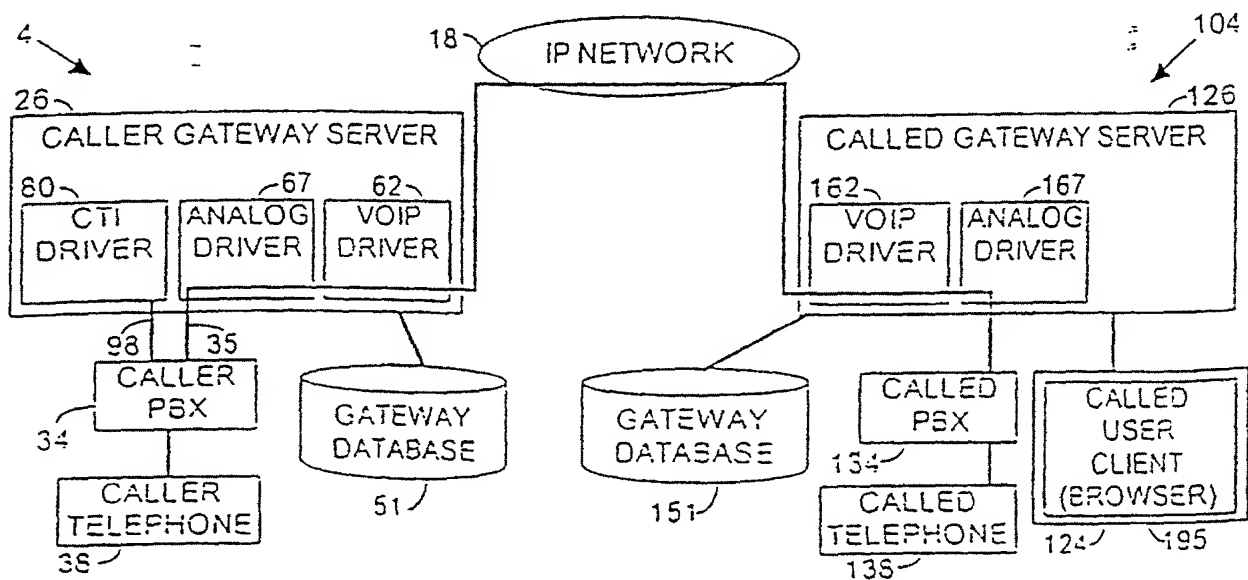 4
18
IP NETWORK
104
26
CALLER GATEWAY SERVER
60
CTI
DRIVER
67
ANALOG
DRIVER
62
VOIP
DRIVER
126
CALLED GATEWAY SERVER
162
VOIP
DRIVER
167
ANALOG
DRIVER
98
35
CALLER
PBX
34
CALLER
TELEPHONE
38
GATEWAY
DATABASE
51
GATEWAY
DATABASE
151
CALLED
PBX
134
CALLED
TELEPHONE
138
CALLED
USER
CLIENT
(BROWSER)
124
195